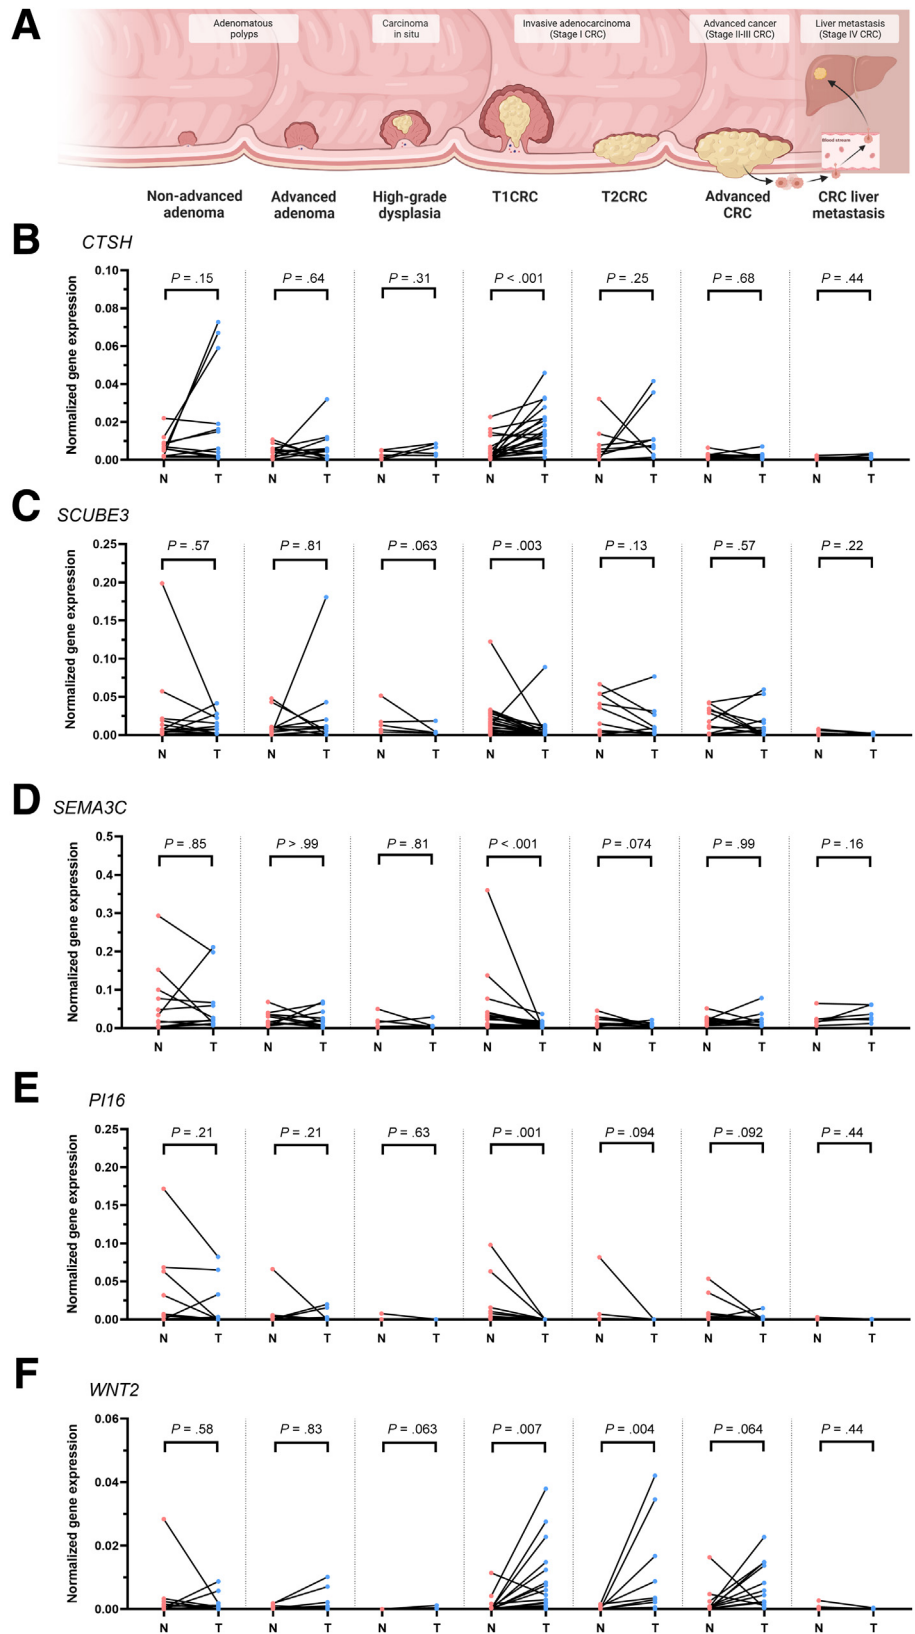 A
Adenomatous
polyps
Carcinoma
in situ
Invasive adenocarcinoma
(Stage I CRC)
Advanced cancer
(Stage II-III CRC)
Liver metastasis
(Stage IV CRC)
Blood stream
Non-advanced
adenoma
Advanced
adenoma
High-grade
dysplasia
T1CRC
T2CRC
Advanced
CRC
CRC liver
metastasis
B
CTSH
Normalized gene expression
0.10
0.08
0.06
0.04
0.02
0.00
P = .15
P = .64
P = .31
P < .001
P = .25
P = .68
P = .44
N T N T N T N T N T N T N T
C
SCUBE3
Normalized gene expression
0.25
0.20
0.15
0.10
0.05
0.00
P = .57
P = .81
P = .063
P = .003
P = .13
P = .57
P = .22
N T N T N T N T N T N T N T
D
SEMA3C
Normalized gene expression
0.5
0.4
0.3
0.2
0.1
0.0
P = .85
P > .99
P = .81
P < .001
P = .074
P = .99
P = .16
N T N T N T N T N T N T N T
E
PI16
Normalized gene expression
0.25
0.20
0.15
0.10
0.05
0.00
P = .21
P = .21
P = .63
P = .001
P = .094
P = .092
P = .44
N T N T N T N T N T N T N T
F
WNT2
Normalized gene expression
0.06
0.04
0.02
0.00
P = .58
P = .83
P = .063
P = .007
P = .004
P = .064
P = .44
N T N T N T N T N T N T N T